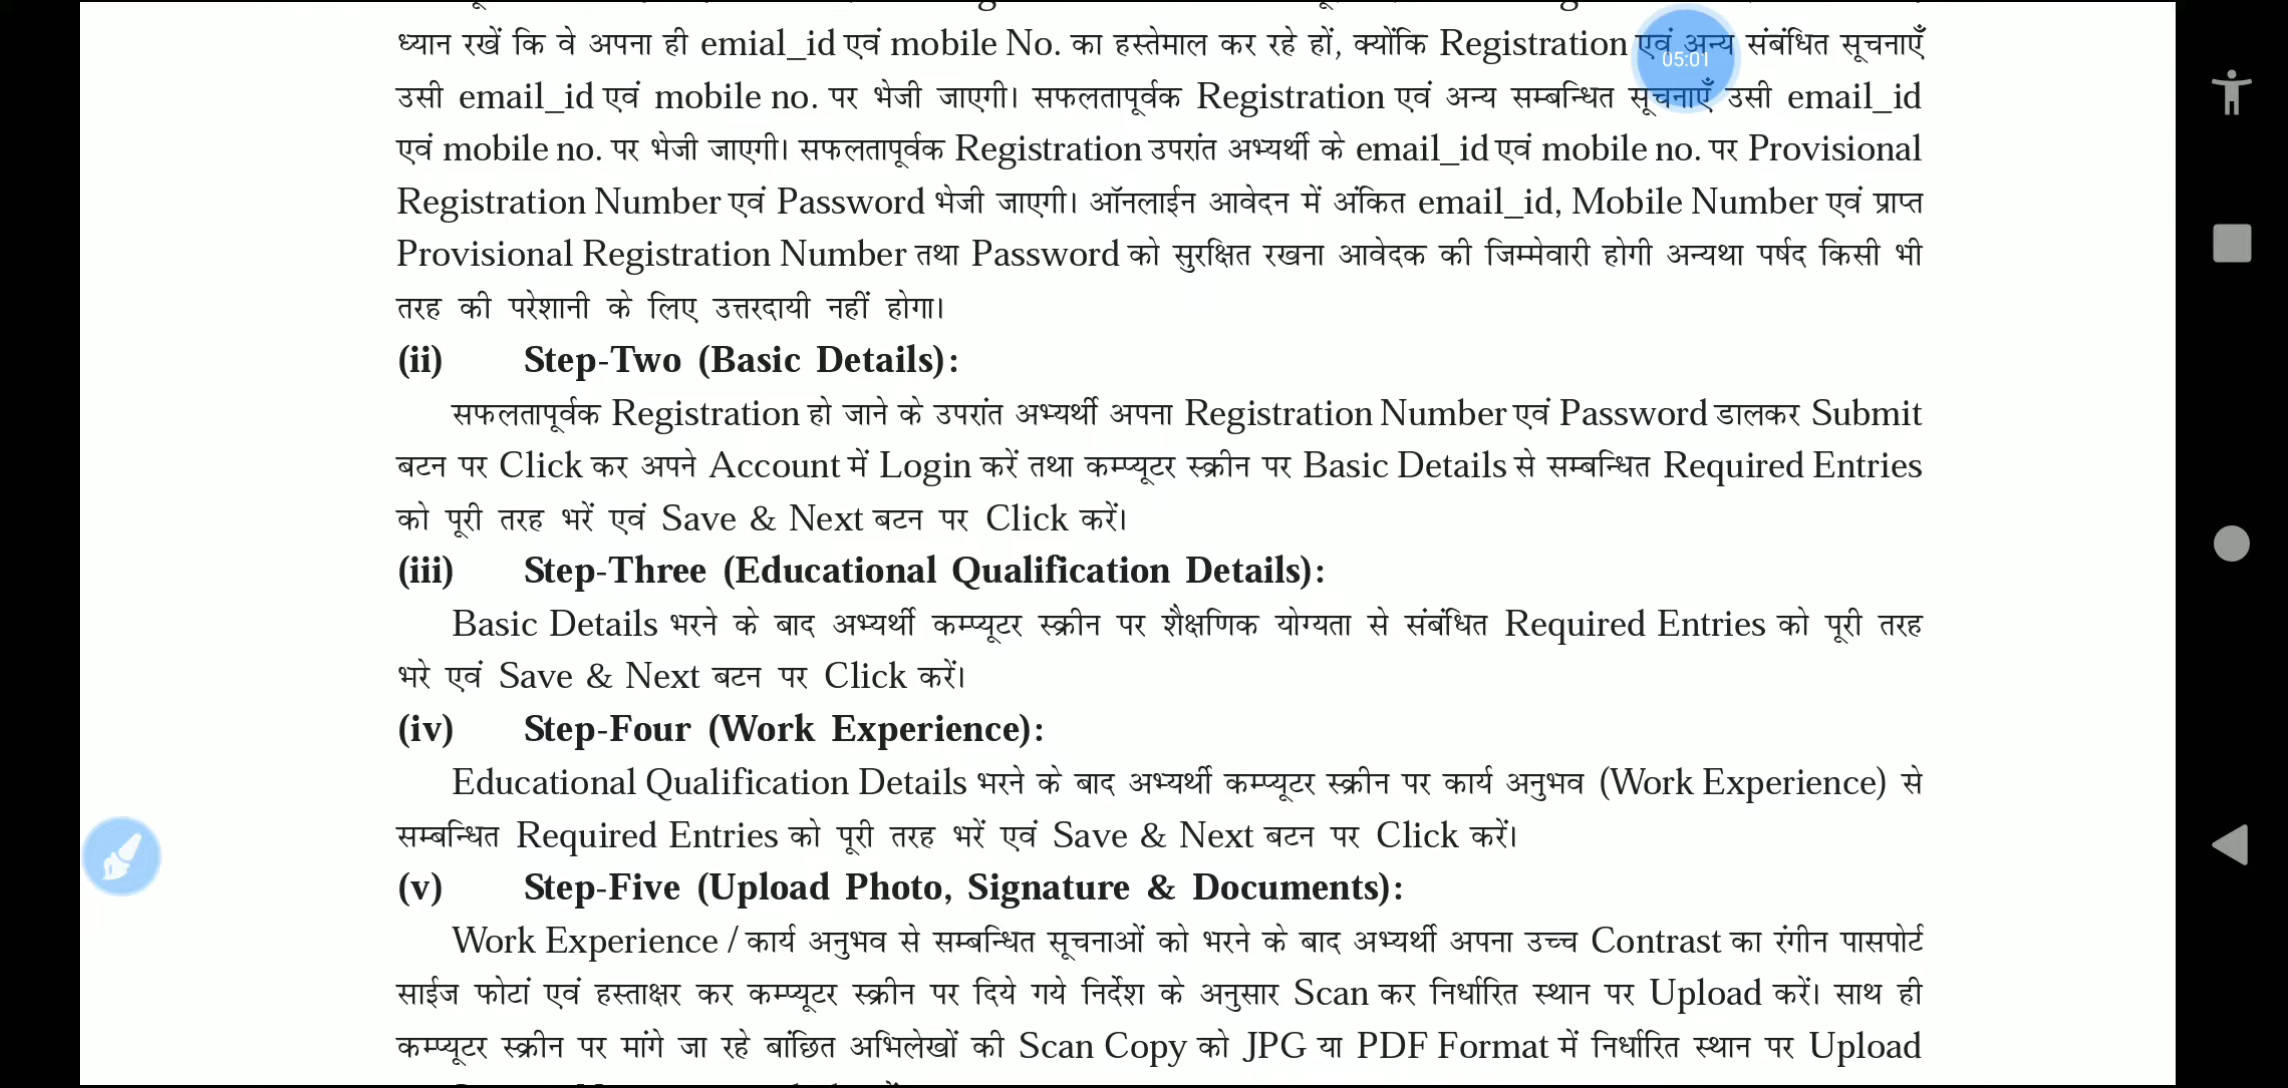 ध्यान रखें कि वे अपना ही emial_id एवं mobile No. का हस्तेमाल कर रहे हों, क्योंकि Registration एवं अन्य संबंधित सूचनाएँ
05:01
उसी email_id एवं mobile no. पर भेजी जाएगी। सफलतापूर्वक Registration एवं अन्य सम्बन्धित सूचनाएँ उसी email_id
एवं mobile no. पर भेजी जाएगी। सफलतापूर्वक Registration उपरांत अभ्यर्थी के email_id एवं mobile no. पर Provisional
Registration Number एवं Password भेजी जाएगी। ऑनलाईन आवेदन में अंकित email_id, Mobile Number एवं प्राप्त
Provisional Registration Number तथा Password को सुरक्षित रखना आवेदक की जिम्मेवारी होगी अन्यथा पर्षद किसी भी
तरह की परेशानी के लिए उत्तरदायी नहीं होगा।
(ii) Step-Two (Basic Details):
सफलतापूर्वक Registration हो जाने के उपरांत अभ्यर्थी अपना Registration Number एवं Password डालकर Submit
बटन पर Click कर अपने Account में Login करें तथा कम्प्यूटर स्क्रीन पर Basic Details से सम्बन्धित Required Entries
को पूरी तरह भरें एवं Save & Next बटन पर Click करें।
(iii) Step-Three (Educational Qualification Details):
Basic Details भरने के बाद अभ्यर्थी कम्प्यूटर स्क्रीन पर शैक्षणिक योग्यता से संबंधित Required Entries को पूरी तरह
भरे एवं Save & Next बटन पर Click करें।
(iv) Step-Four (Work Experience):
Educational Qualification Details भरने के बाद अभ्यर्थी कम्प्यूटर स्क्रीन पर कार्य अनुभव (Work Experience) से
सम्बन्धित Required Entries को पूरी तरह भरें एवं Save & Next बटन पर Click करें।
(v) Step-Five (Upload Photo, Signature & Documents):
Work Experience / कार्य अनुभव से सम्बन्धित सूचनाओं को भरने के बाद अभ्यर्थी अपना उच्च Contrast का रंगीन पासपोर्ट
साईज फोटां एवं हस्ताक्षर कर कम्प्यूटर स्क्रीन पर दिये गये निर्देश के अनुसार Scan कर निर्धारित स्थान पर Upload करें। साथ ही
कम्प्यूटर स्क्रीन पर मांगे जा रहे बांछित अभिलेखों की Scan Copy को JPG या PDF Format में निर्धारित स्थान पर Upload